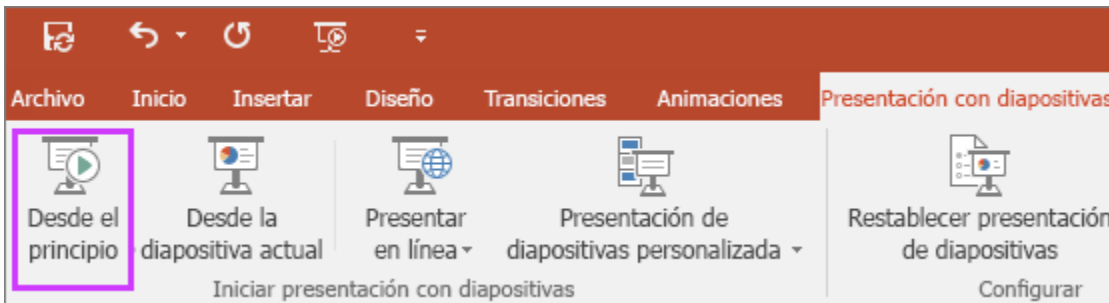 Archivo Inicio Insertar Diseño Transiciones Animaciones Presentación con diapositivas
Desde el principio
Desde la diapositiva actual
Presentar en línea
Presentación de diapositivas personalizada
Restablecer presentación de diapositivas
Iniciar presentación con diapositivas
Configurar